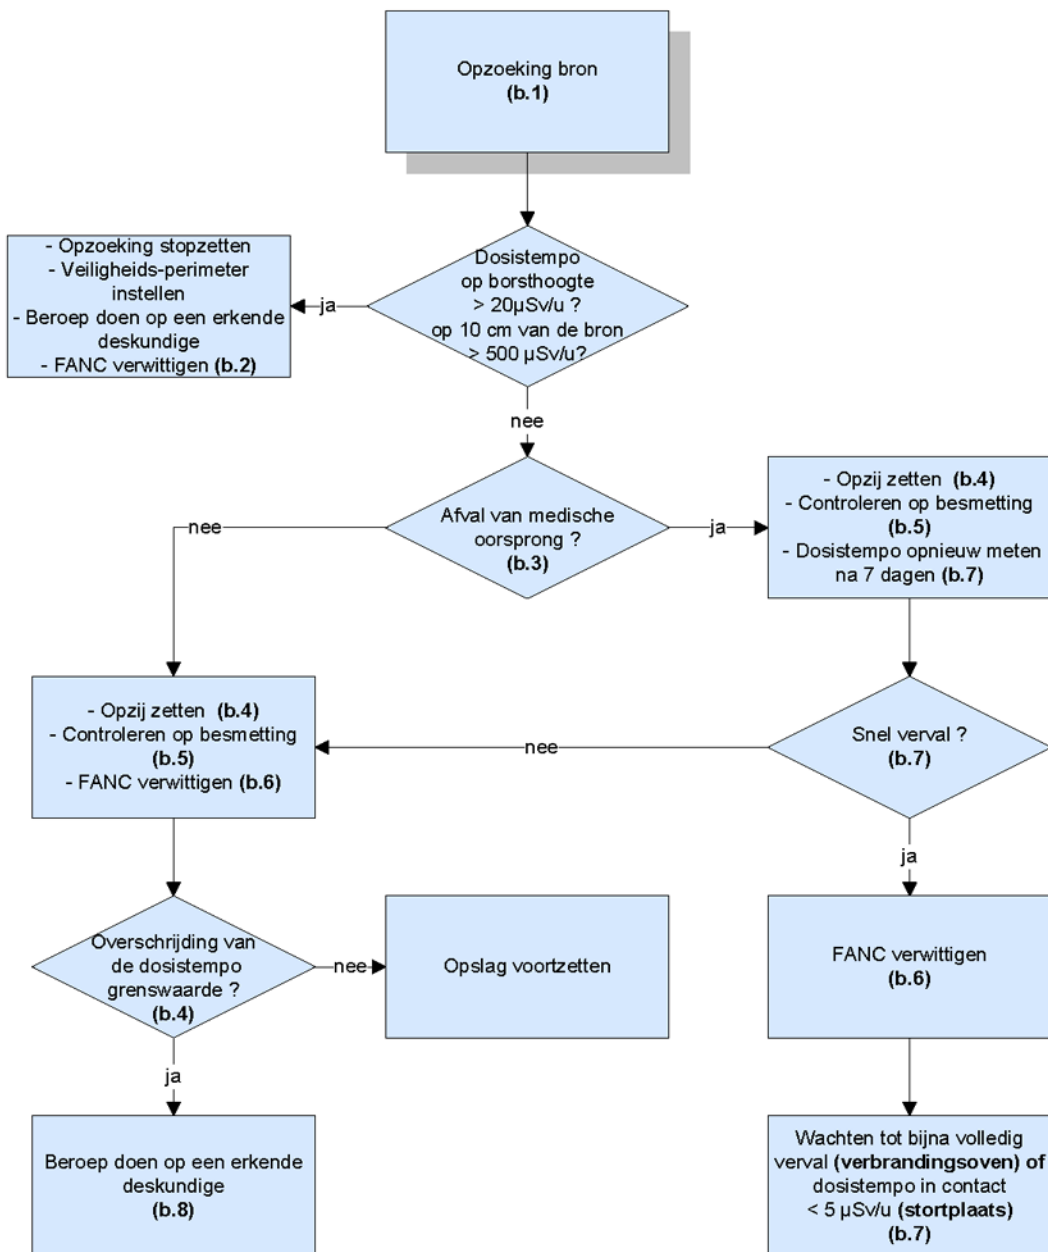 Opzoeking bron
(b.1)
Dosistempo
op borsthoogte
> 20µSv/u ?
op 10 cm van de bron
> 500 µSv/u?
ja
- Opzoeking stopzetten
- Veiligheids-perimeter
instellen
- Beroep doen op een erkende
deskundige
- FANC verwittigen (b.2)
nee
Afval van medische
oorsprong ?
(b.3)
nee
ja
- Opzij zetten (b.4)
- Controleren op besmetting
(b.5)
- Dosistempo opnieuw meten
na 7 dagen (b.7)
- Opzij zetten (b.4)
- Controleren op besmetting
(b.5)
- FANC verwittigen (b.6)
nee
Snel verval ?
(b.7)
ja
Overschrijding van
de dosistempo
grenswaarde ?
(b.4)
nee
Opslag voortzetten
FANC verwittigen
(b.6)
ja
Beroep doen op een erkende
deskundige
(b.8)
Wachten tot bijna volledig
verval (verbrandingsoven) of
dosistempo in contact
< 5 µSv/u (stortplaats)
(b.7)